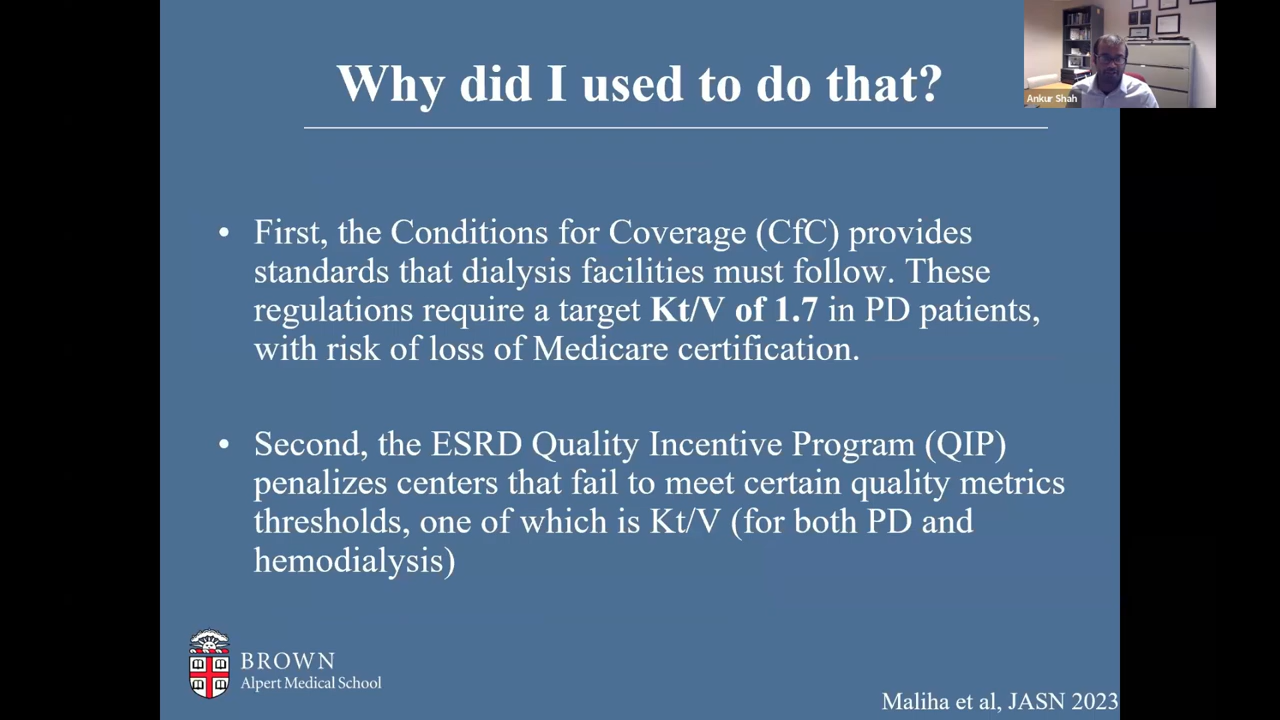 Why did I used to do that?
Ankur Shah
• First, the Conditions for Coverage (CfC) provides
standards that dialysis facilities must follow. These
regulations require a target Kt/V of 1.7 in PD patients,
with risk of loss of Medicare certification.
• Second, the ESRD Quality Incentive Program (QIP)
penalizes centers that fail to meet certain quality metrics
thresholds, one of which is Kt/V (for both PD and
hemodialysis)
BROWN
Alpert Medical School
Maliha et al, JASN 2023